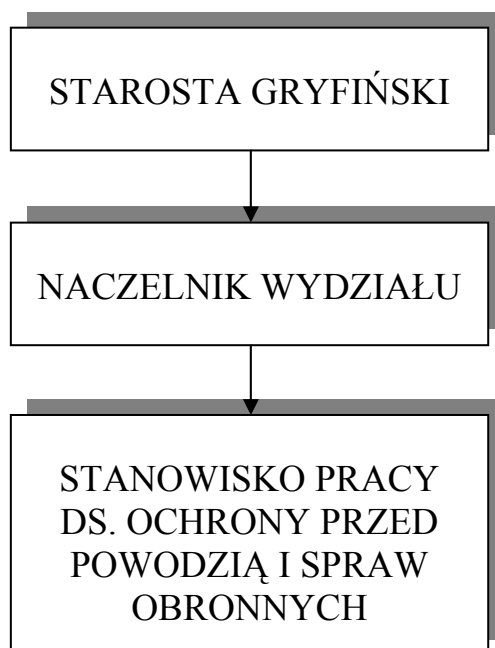 STAROSTA GRYFIŃSKI
NACZELNIK WYDZIAŁU
STANOWISKO PRACY
DS. OCHRONY PRZED
POWODZIĄ I SPRAW
OBRONNYCH